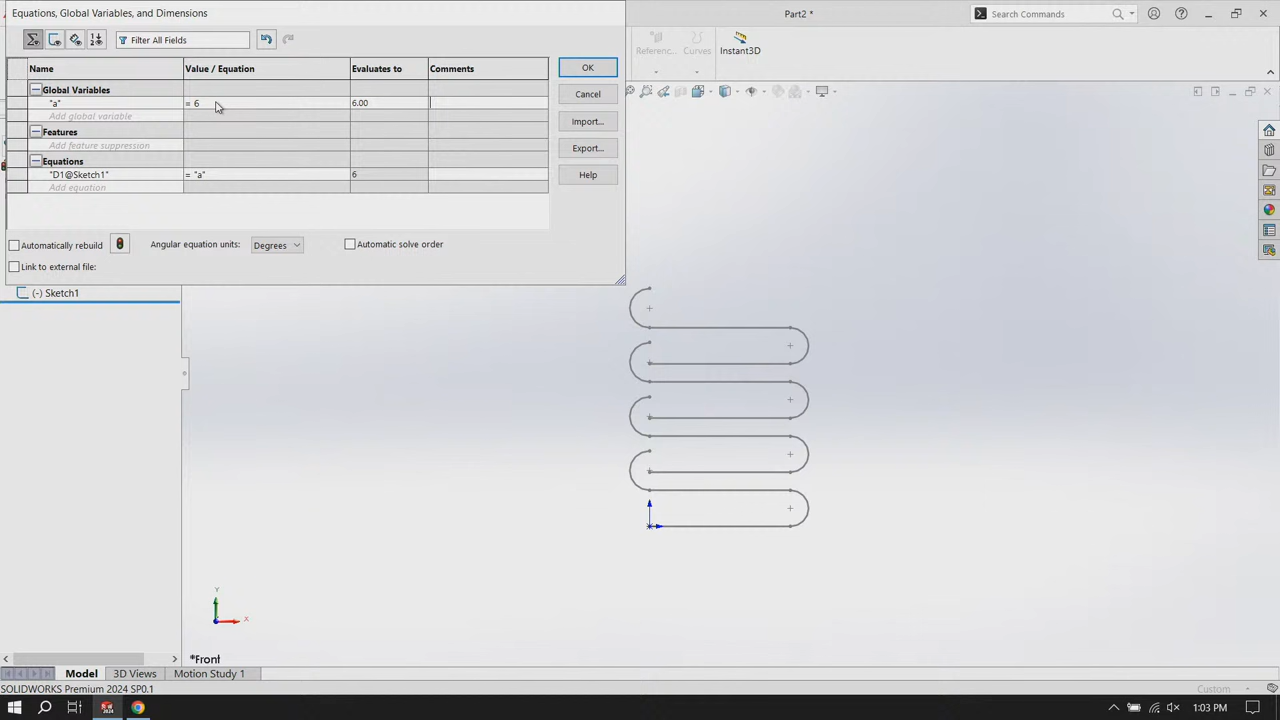 Equations, Global Variables, and Dimensions
Part2 *
Search Commands
Filter All Fields
Referenc...
Curves
Instant3D
Name
Value / Equation
Evaluates to
Comments
OK
Global Variables
"a"
= 6
6.00
Cancel
Add global variable
Import...
Features
Add feature suppression
Export...
Equations
"D1@Sketch1"
= "a"
6
Help
Add equation
Automatically rebuild
Angular equation units:
Degrees
Automatic solve order
Link to external file:
(-) Sketch1
Y
X
*Front
Model
3D Views
Motion Study 1
SOLIDWORKS Premium 2024 SP0.1
Custom
1:03 PM